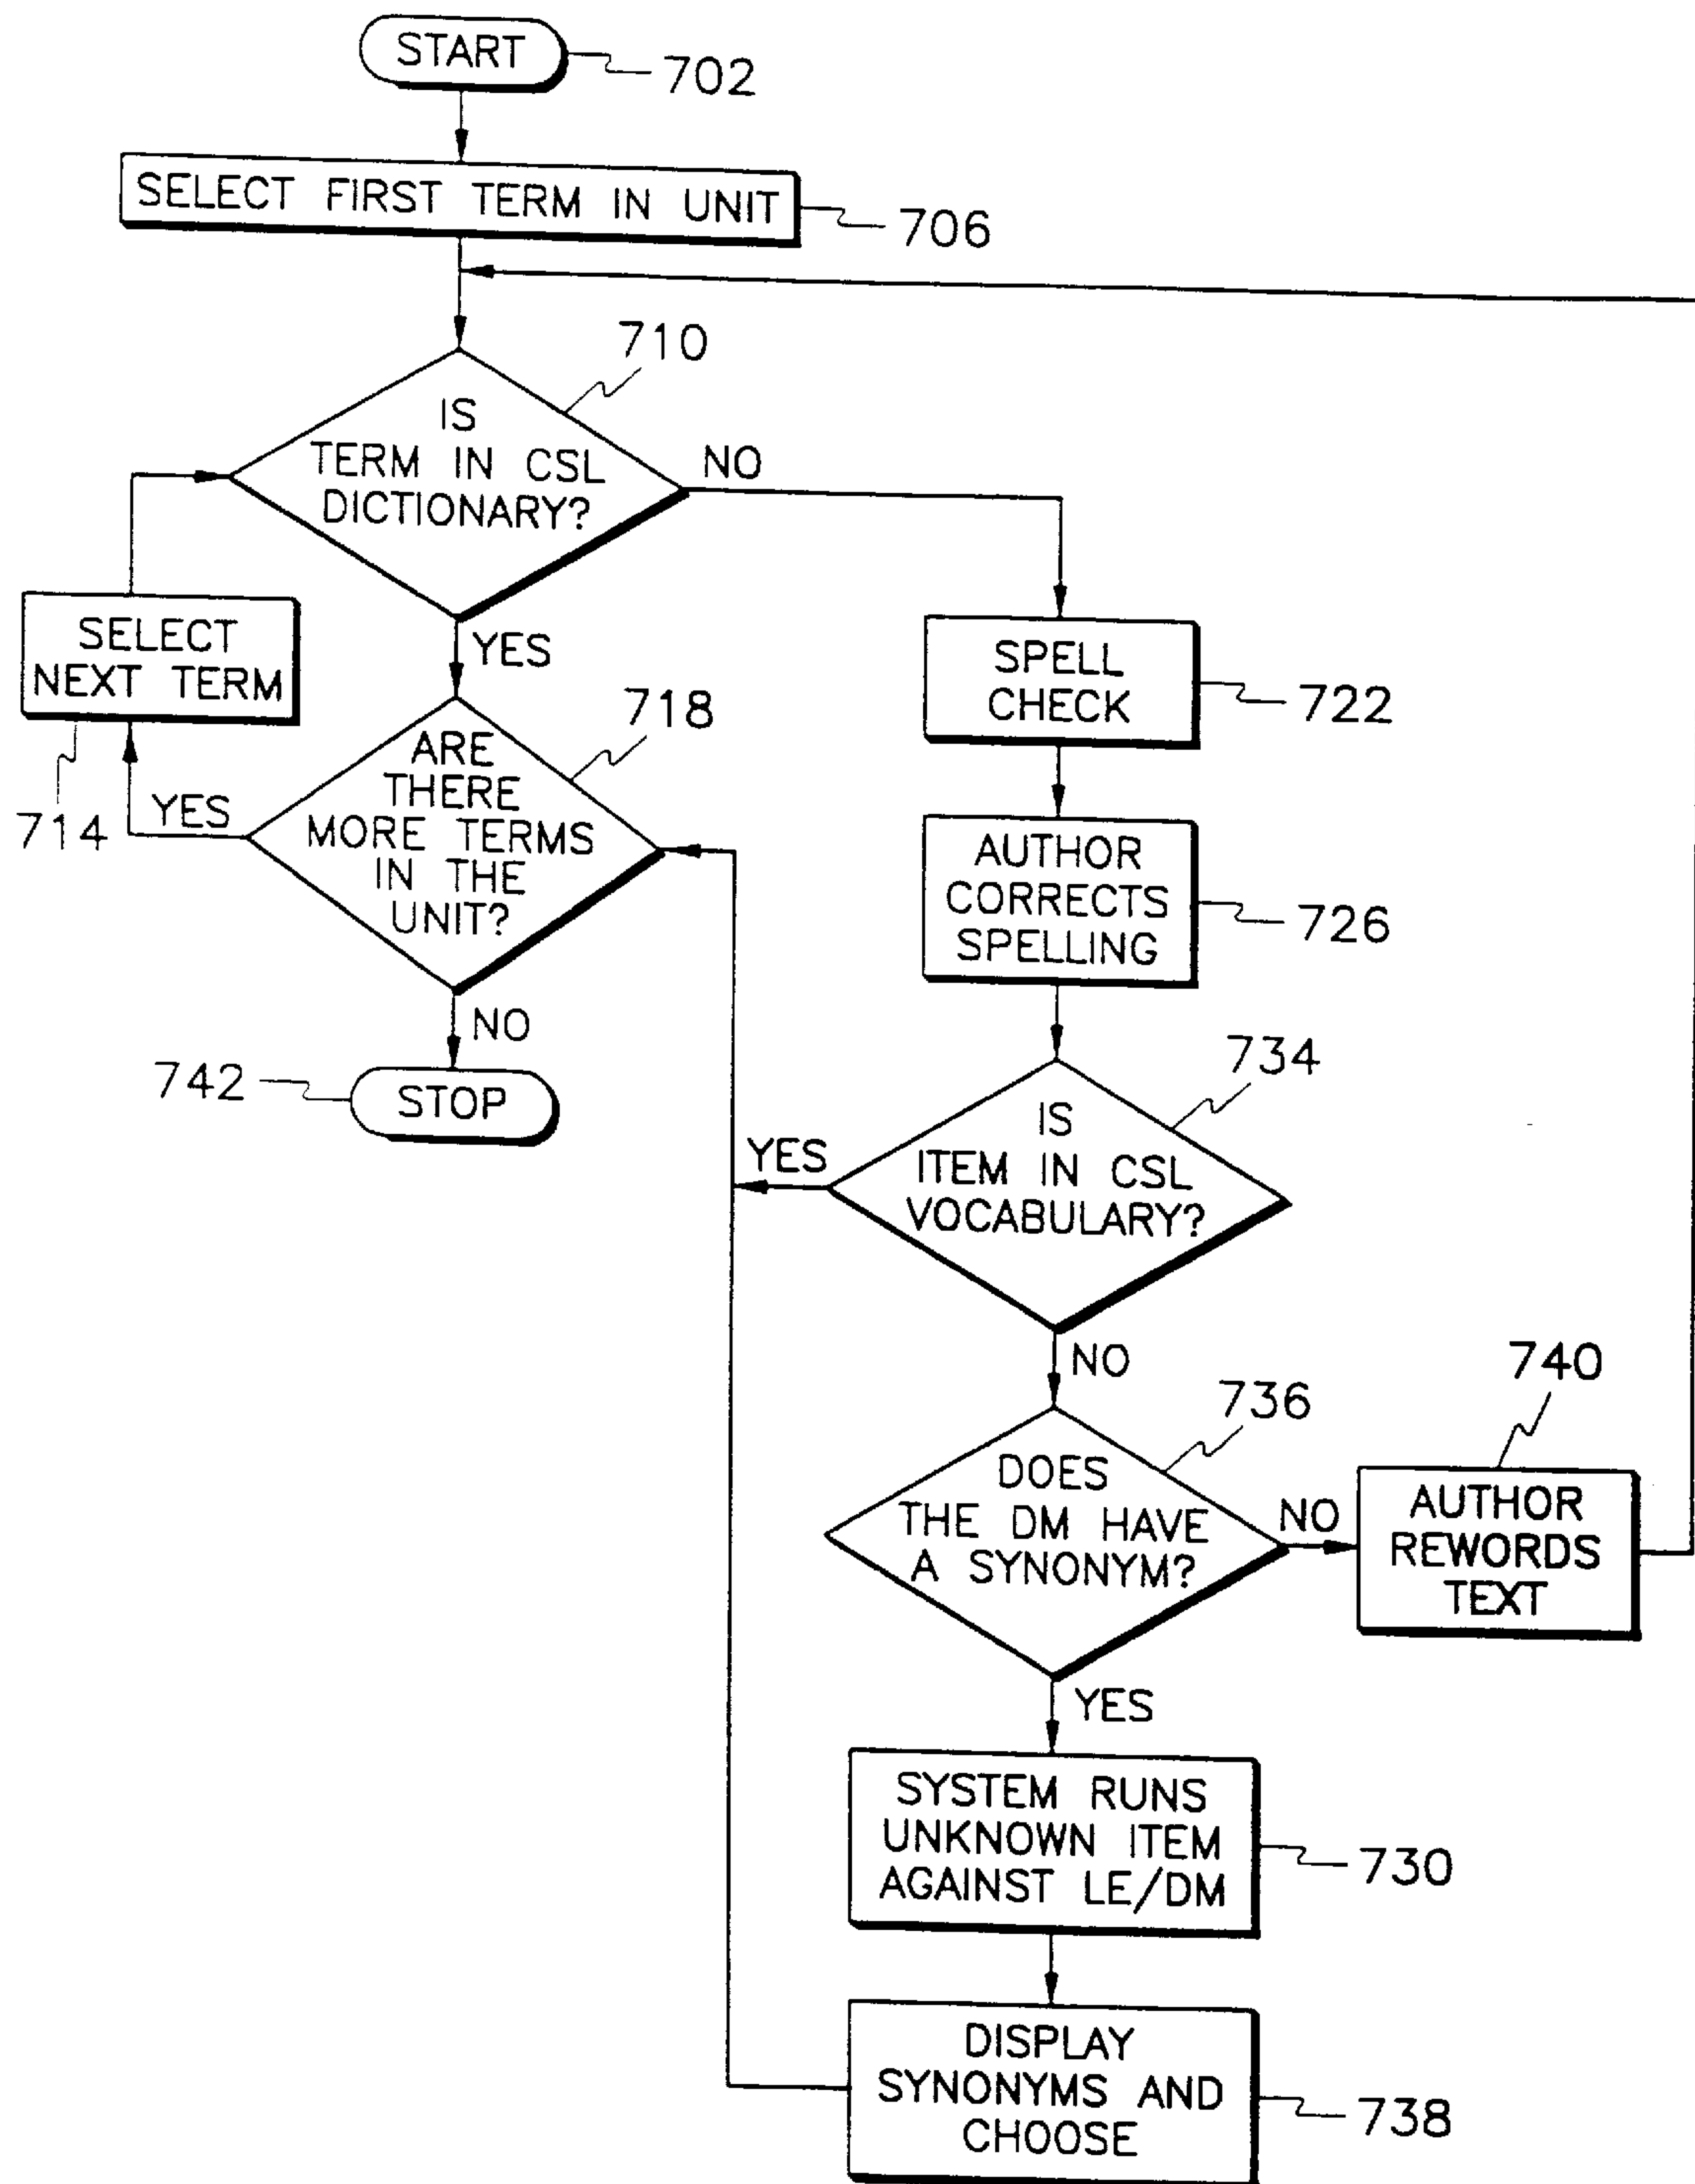 START
702
SELECT FIRST TERM IN UNIT
706
710
IS
TERM IN CSL
DICTIONARY?
NO
YES
SELECT
NEXT TERM
714
718
ARE
THERE
MORE TERMS
IN THE
UNIT?
YES
NO
742
STOP
SPELL
CHECK
722
AUTHOR
CORRECTS
SPELLING
726
734
IS
ITEM IN CSL
VOCABULARY?
YES
NO
736
DOES
THE DM HAVE
A SYNONYM?
NO
740
AUTHOR
REWORDS
TEXT
YES
SYSTEM RUNS
UNKNOWN ITEM
AGAINST LE/DM
730
DISPLAY
SYNONYMS AND
CHOOSE
738